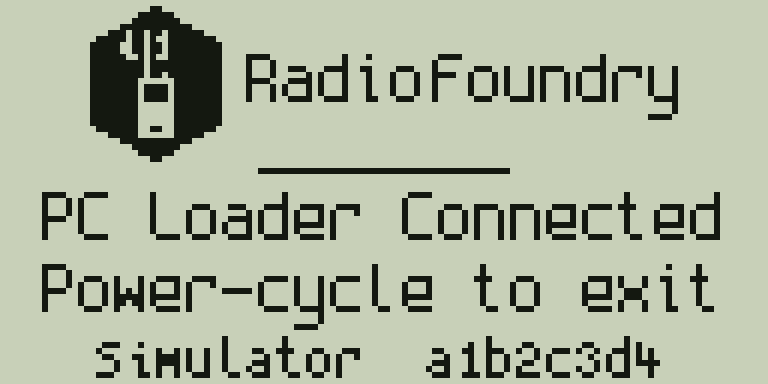 RadioFoundry
PC Loader Connected
Power-cycle to exit
Simulator a1b2c3d4